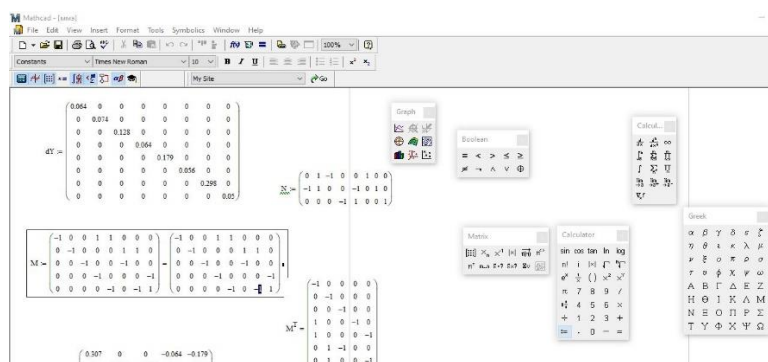 Mathcad - [мике]
File Edit View Insert Format Tools Symbolics Window Help
100%
Constants Times New Roman 10 B I U
My Site Go
dY := 0.064 0 0 0 0 0 0 0
0 0.074 0 0 0 0 0 0
0 0 0.128 0 0 0 0 0
0 0 0 0.064 0 0 0 0
0 0 0 0 0.179 0 0 0
0 0 0 0 0 0.056 0 0
0 0 0 0 0 0 0.298 0
0 0 0 0 0 0 0 0.05
N := 0 1 -1 0 0 1 0 0
-1 1 0 0 -1 0 1 0
0 0 0 -1 1 0 0 1
M := -1 0 0 1 1 0 0 0 = -1 0 0 1 1 0 0 0
0 -1 0 0 0 1 1 0 0 -1 0 0 0 1 1 0
0 0 -1 0 0 -1 0 0 0 0 -1 0 0 -1 0 0
0 0 0 -1 0 0 0 -1 0 0 0 -1 0 0 0 -1
0 0 0 0 -1 0 -1 1 0 0 0 0 -1 0 -1 1
M^T = -1 0 0 0 0
0 -1 0 0 0
0 0 -1 0 0
1 0 0 -1 0
1 0 0 0 -1
0 1 -1 0 0
0 1 0 0 -1
0.307 0 0 -0.064 -0.179
Graph
Boolean
= < > ≤ ≥
≠ ¬ ∧ ∨ ⊕
Calcul...
Matrix
Calculator
sin cos tan ln log
n! i |×|
e^x 1/x ( ) x² x^y
π 7 8 9 /
4 5 6 ×
÷ 1 2 3 +
:= . 0 − =
Greek
α β γ δ ε ζ
η θ ι κ λ μ
ν ξ ο π ρ σ
τ υ ϕ χ ψ ω
Α Β Γ Δ Ε Ζ
Η Θ Ι Κ Λ Μ
Ν Ξ Ο Π Ρ Σ
Τ Υ Φ Χ Ψ Ω